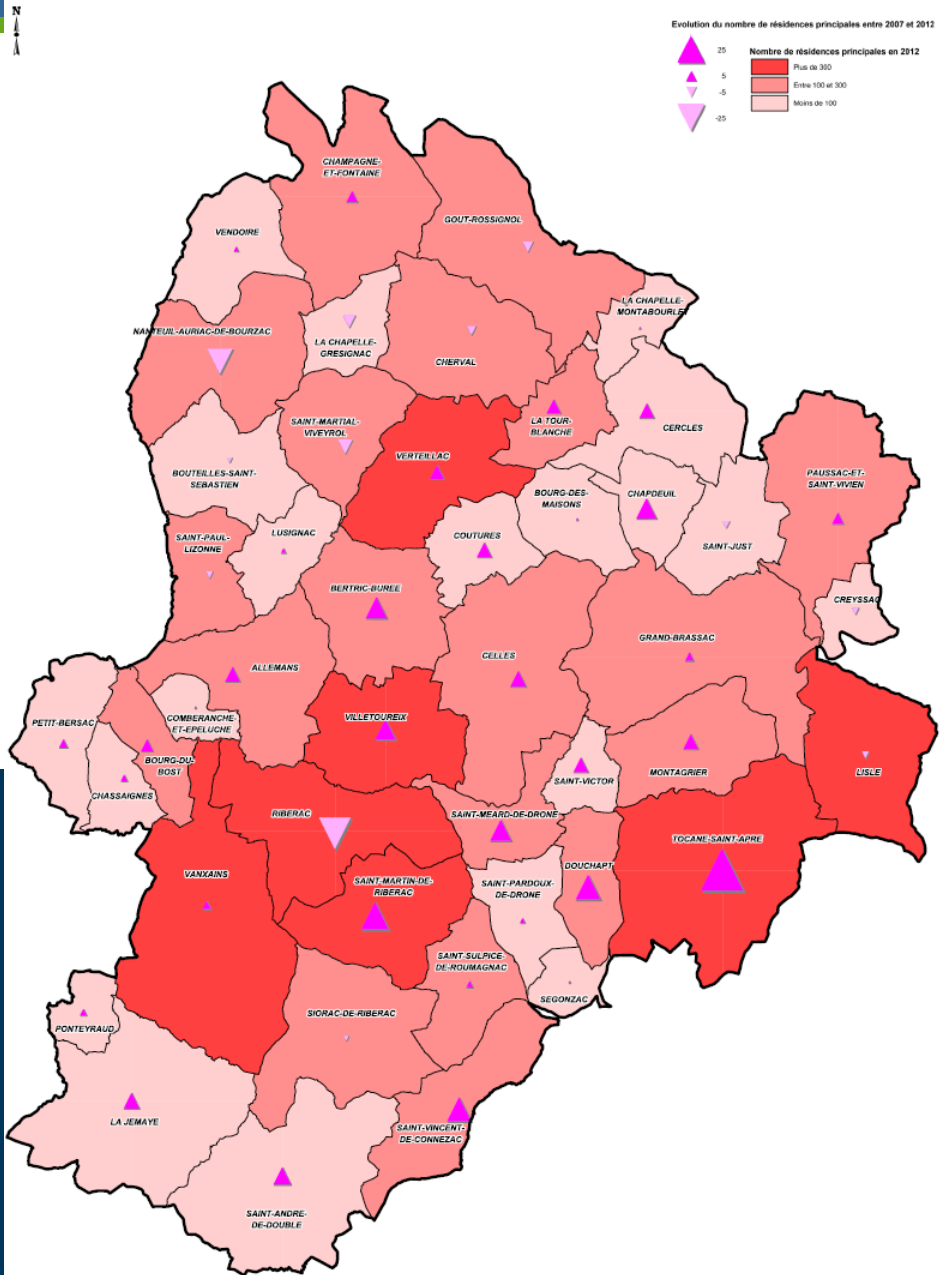 N
Evolution du nombre de résidences principales entre 2007 et 2012
25
5
-5
-25
Nombre de résidences principales en 2012
Plus de 300
Entre 100 et 300
Moins de 100
CHAMPAGNE-
ET-FONTAINE
GOUT-ROSSIGNOL
VENDOIRE
LA CHAPELLE-
MONTABOURLET
NANTEUIL-AURIAC-DE-BOURZAC
LA CHAPELLE-
GRESIGNAC
CHERVAL
SAINT-MARTIAL-
VIVEYROL
LA TOUR-
BLANCHE
CERCLES
VERTEILLAC
BOUTEILLES-SAINT-
SEBASTIEN
PAUSSAC-ET-
SAINT-VIVIEN
BOURG-DES-
MAISONS
CHAPDEUIL
LUSIGNAC
COUTURES
SAINT-JUST
SAINT-PAUL-
LIZONNE
BERTRIC-BUREE
CREYSSAC
GRAND-BRASSAC
CELLES
ALLEMANS
PETIT-BERSAC
COMBERANCHE-
ET-EPELUCHE
VILLETOUREIX
BOURG-DU-
BOST
MONTAGRIER
LISLE
SAINT-VICTOR
CHASSAIGNES
RIBERAC
SAINT-MEARD-DE-DRONE
TOCANE-SAINT-APRE
DOUCHAPT
VANXAINS
SAINT-MARTIN-DE-
RIBERAC
SAINT-PARDOUX-
DE-DRONE
SAINT-SULPICE-
DE-ROUMAGNAC
SEGONZAC
SIORAC-DE-RIBERAC
PONTEYRAUD
LA JEMAYE
SAINT-VINCENT-
DE-CONNEZAC
SAINT-ANDRE-
DE-DOUBLE